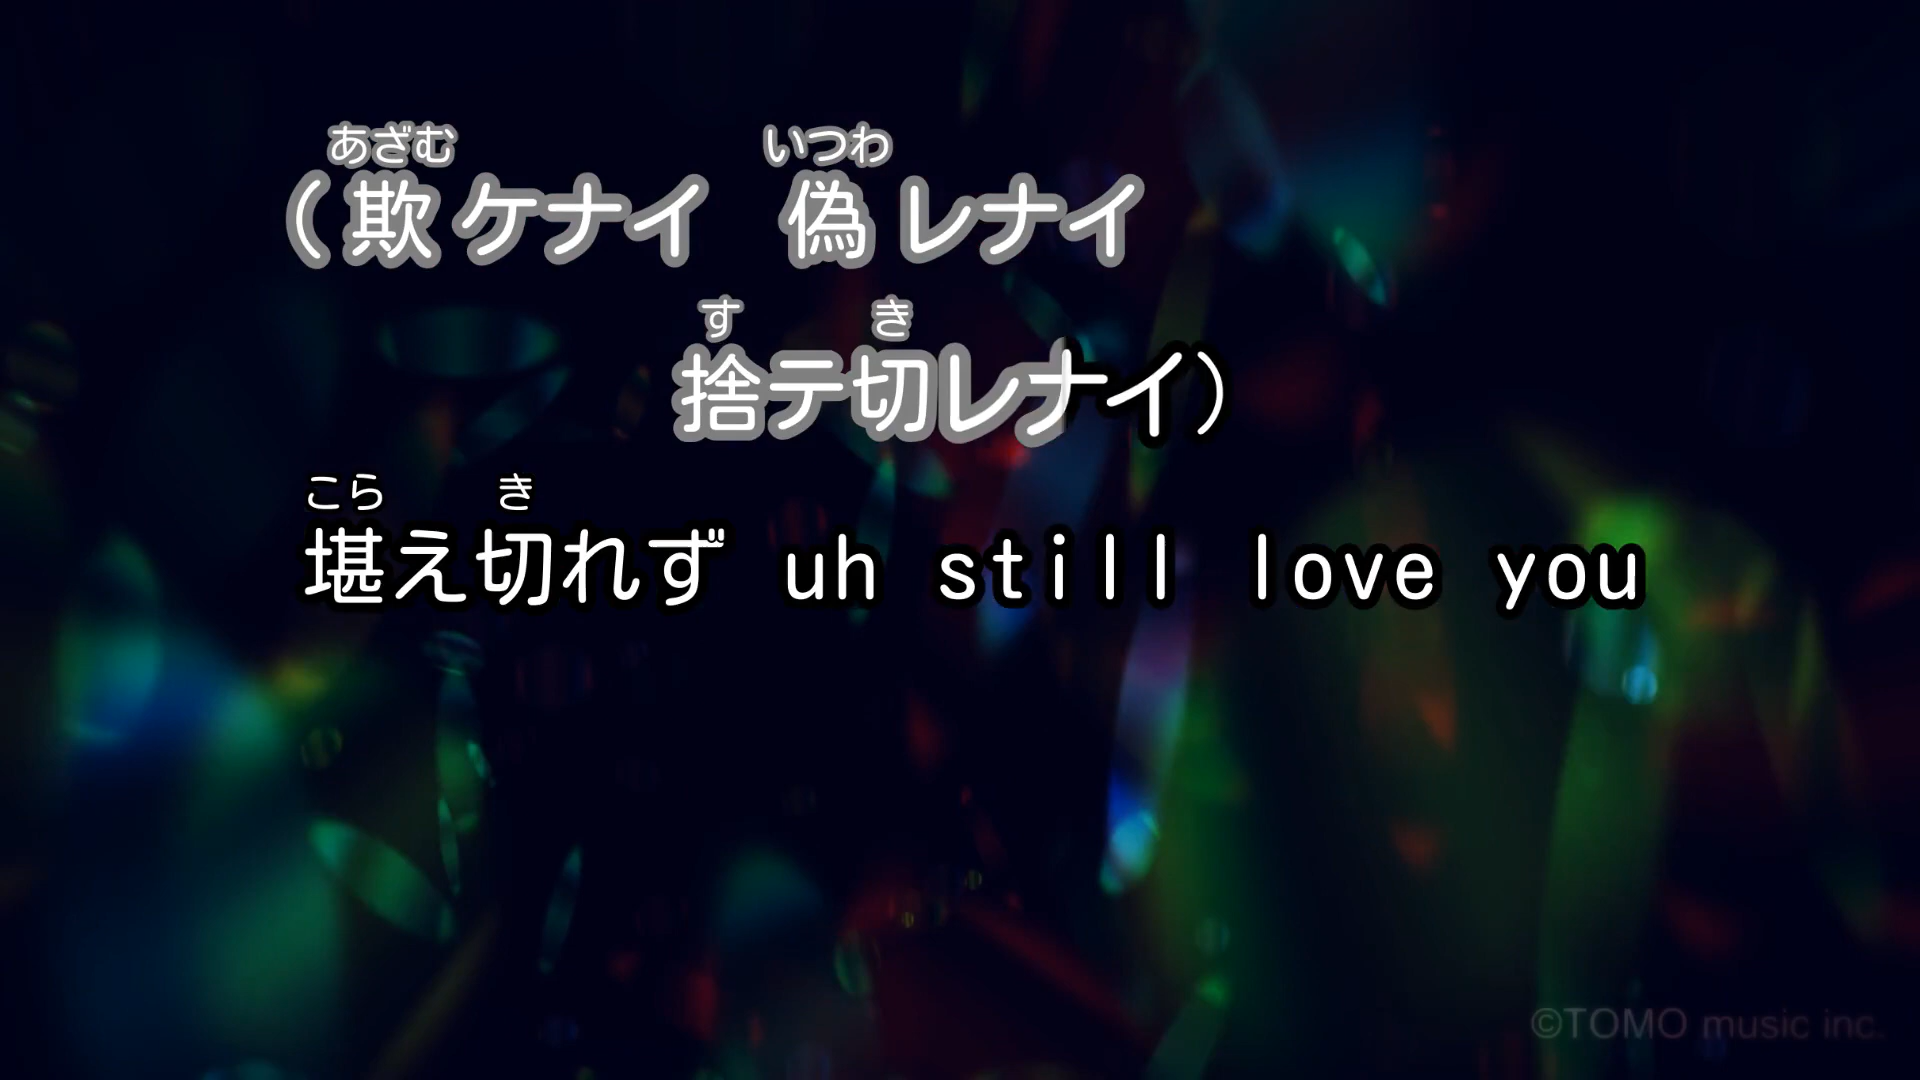 あざむ いつわ
(欺ケナイ 偽レナイ
す き
捨テ切レナイ)
こら き
堪え切れず uh still love you
©TOMO music inc.